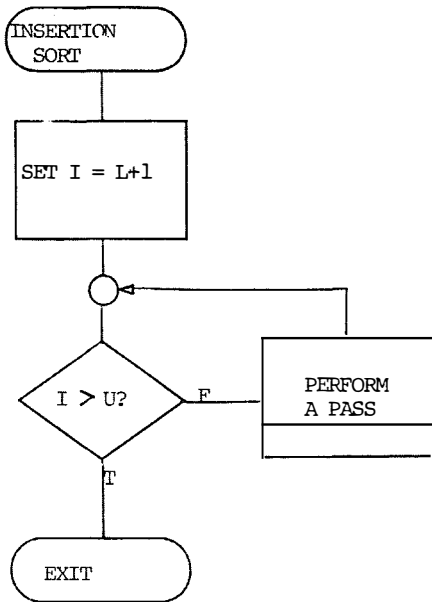 INSERTION
SORT
SET I = L+1
I > U?
F
PERFORM
A PASS
T
EXIT